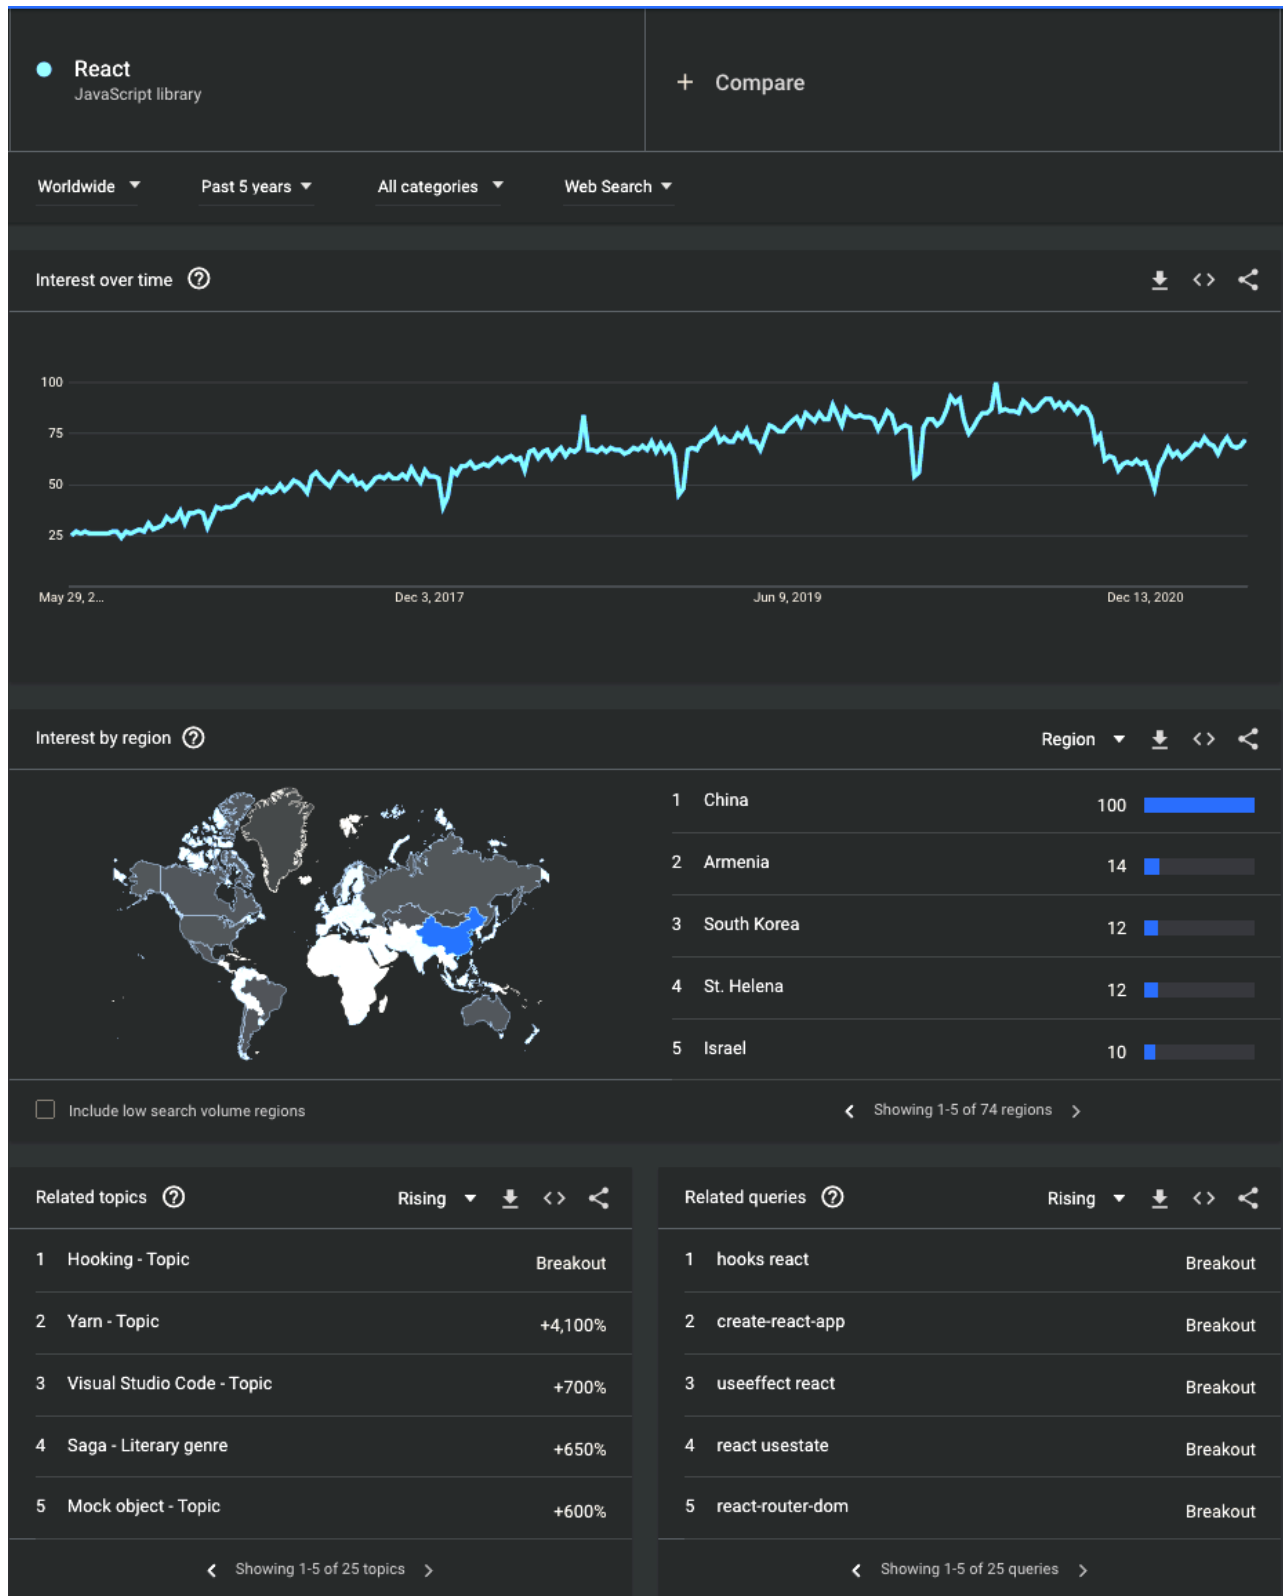 React
JavaScript library
+ Compare
Worldwide Past 5 years All categories Web Search
Interest over time
100
75
50
25
May 29, 2... Dec 3, 2017 Jun 9, 2019 Dec 13, 2020
Interest by region Region
1 China 100
2 Armenia 14
3 South Korea 12
4 St. Helena 12
5 Israel 10
Include low search volume regions Showing 1-5 of 74 regions
Related topics Rising
1 Hooking - Topic Breakout
2 Yarn - Topic +4,100%
3 Visual Studio Code - Topic +700%
4 Saga - Literary genre +650%
5 Mock object - Topic +600%
Showing 1-5 of 25 topics
Related queries Rising
1 hooks react Breakout
2 create-react-app Breakout
3 useeffect react Breakout
4 react usestate Breakout
5 react-router-dom Breakout
Showing 1-5 of 25 queries